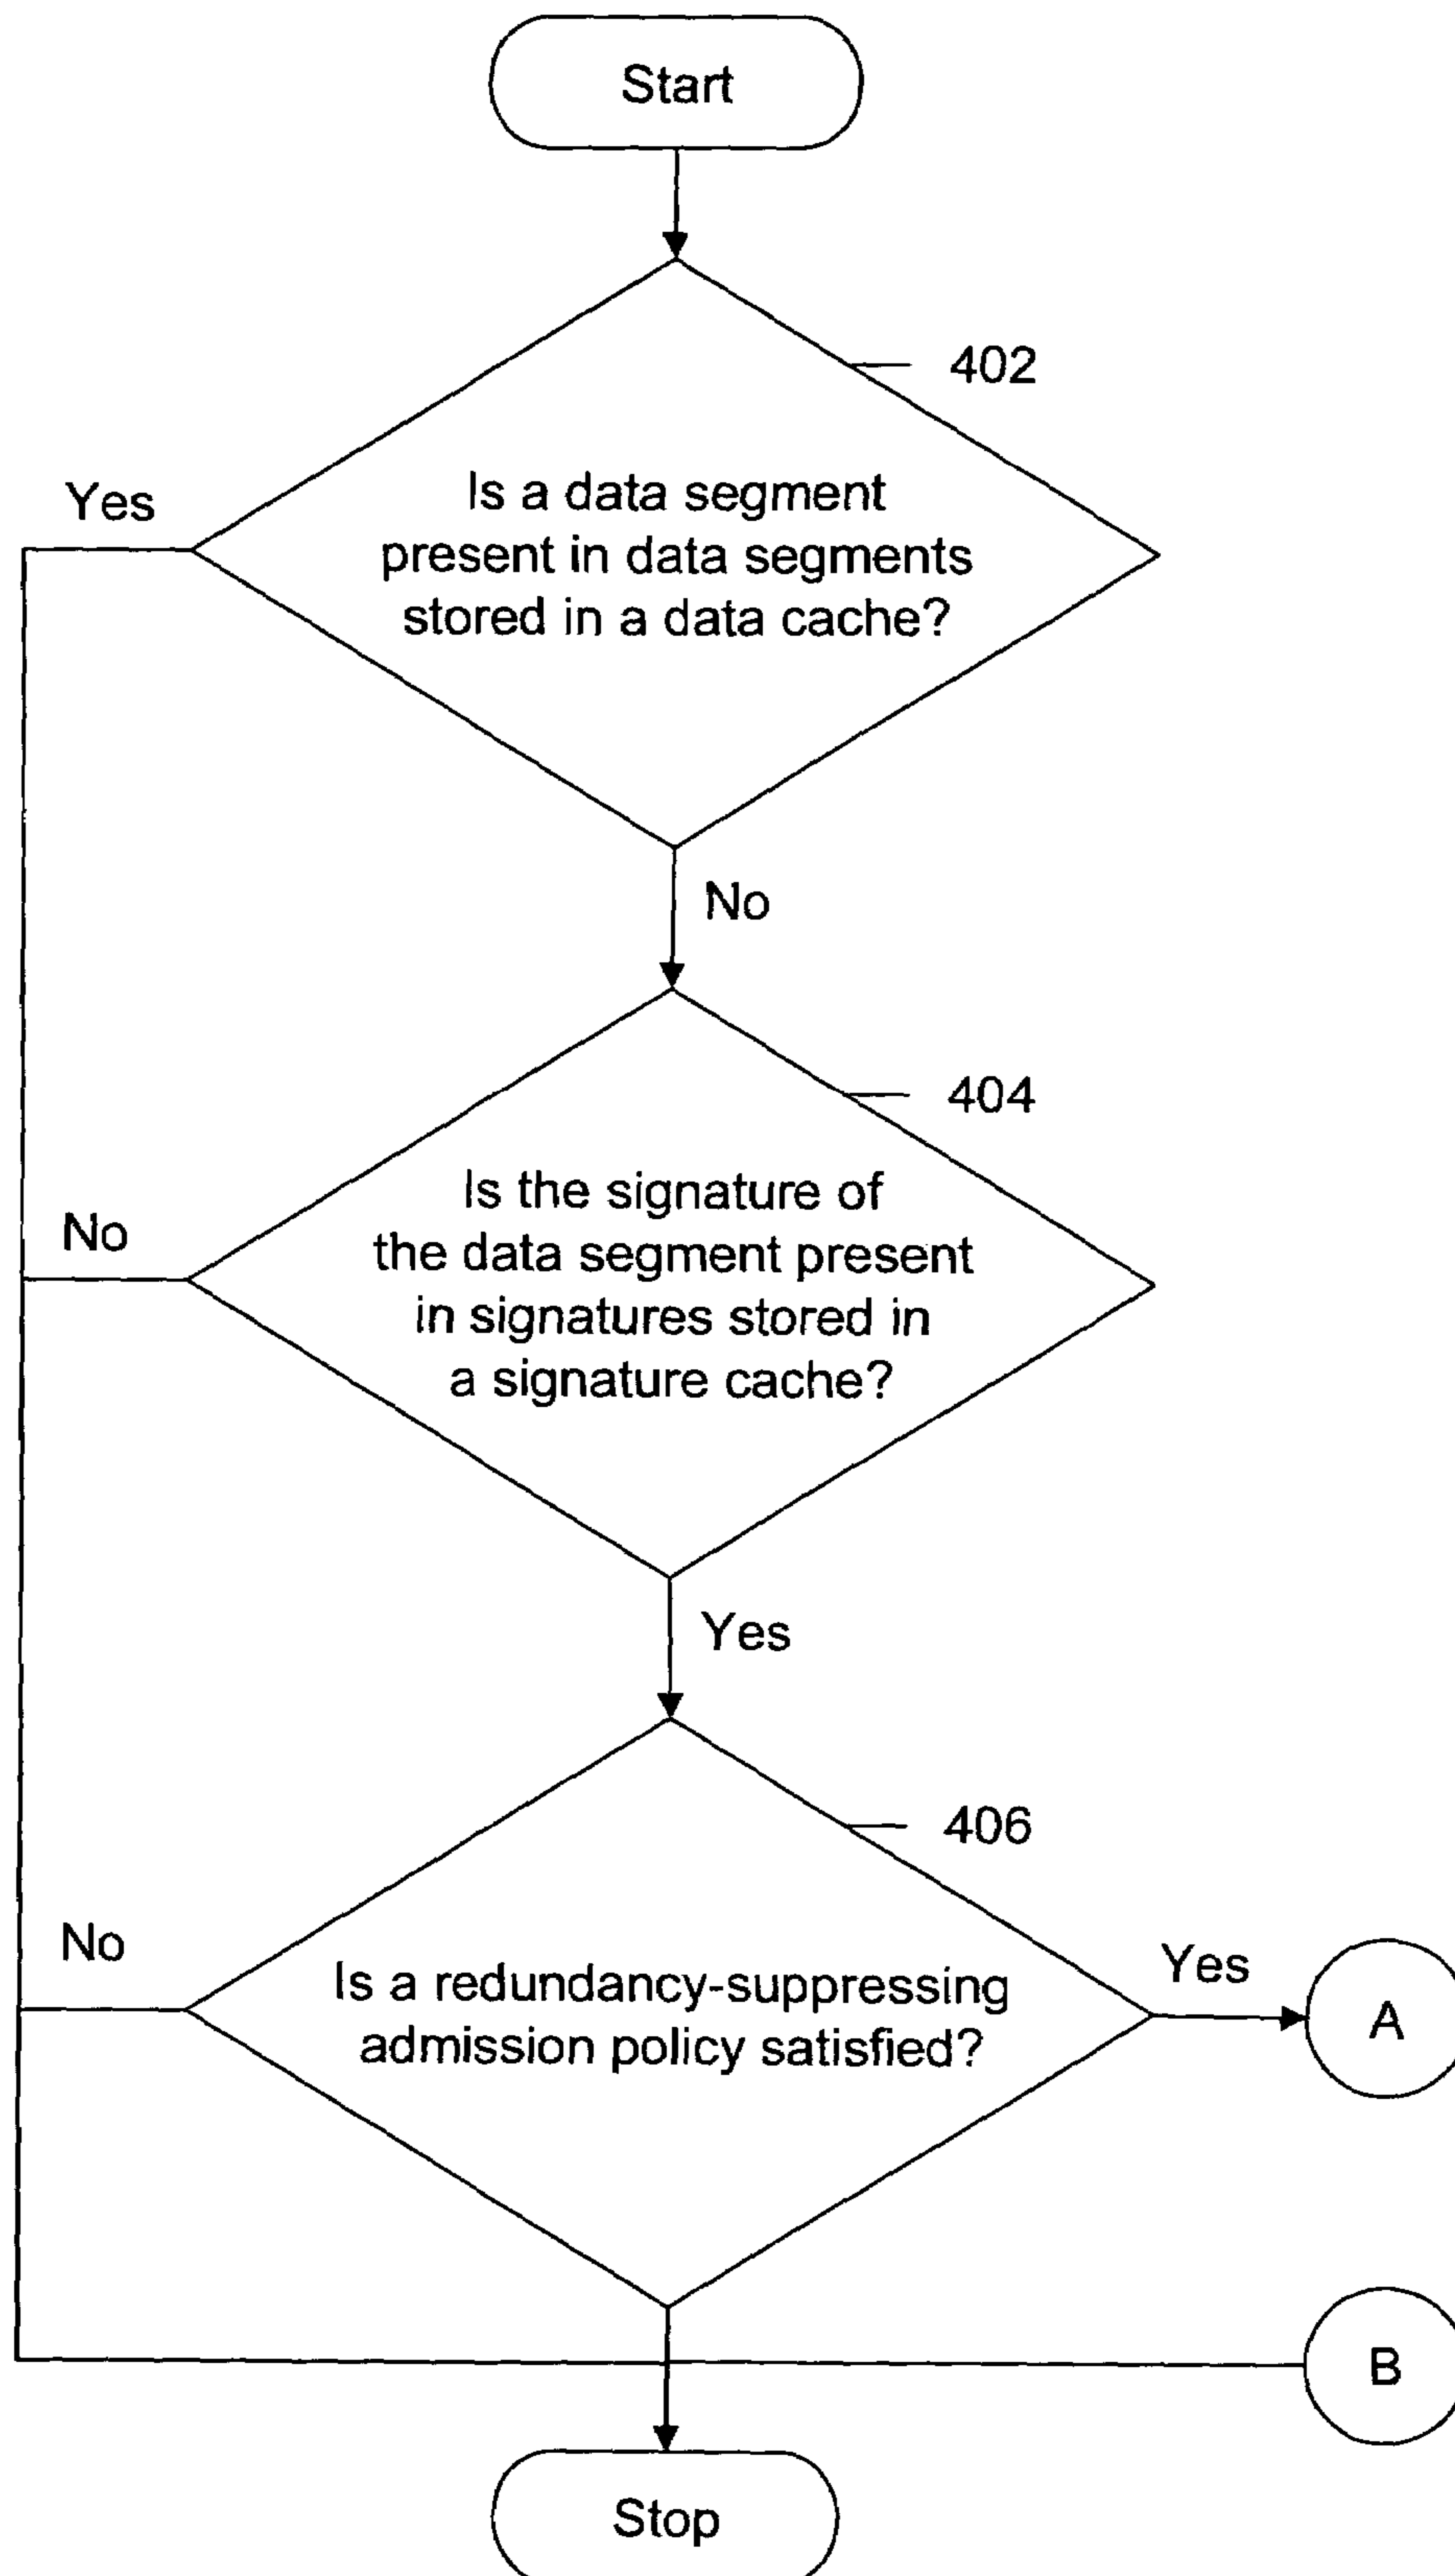 Start
402
Yes
Is a data segment
present in data segments
stored in a data cache?
No
404
Is the signature of
the data segment present
in signatures stored in
a signature cache?
No
Yes
406
No
Is a redundancy-suppressing
admission policy satisfied?
Yes
A
B
Stop